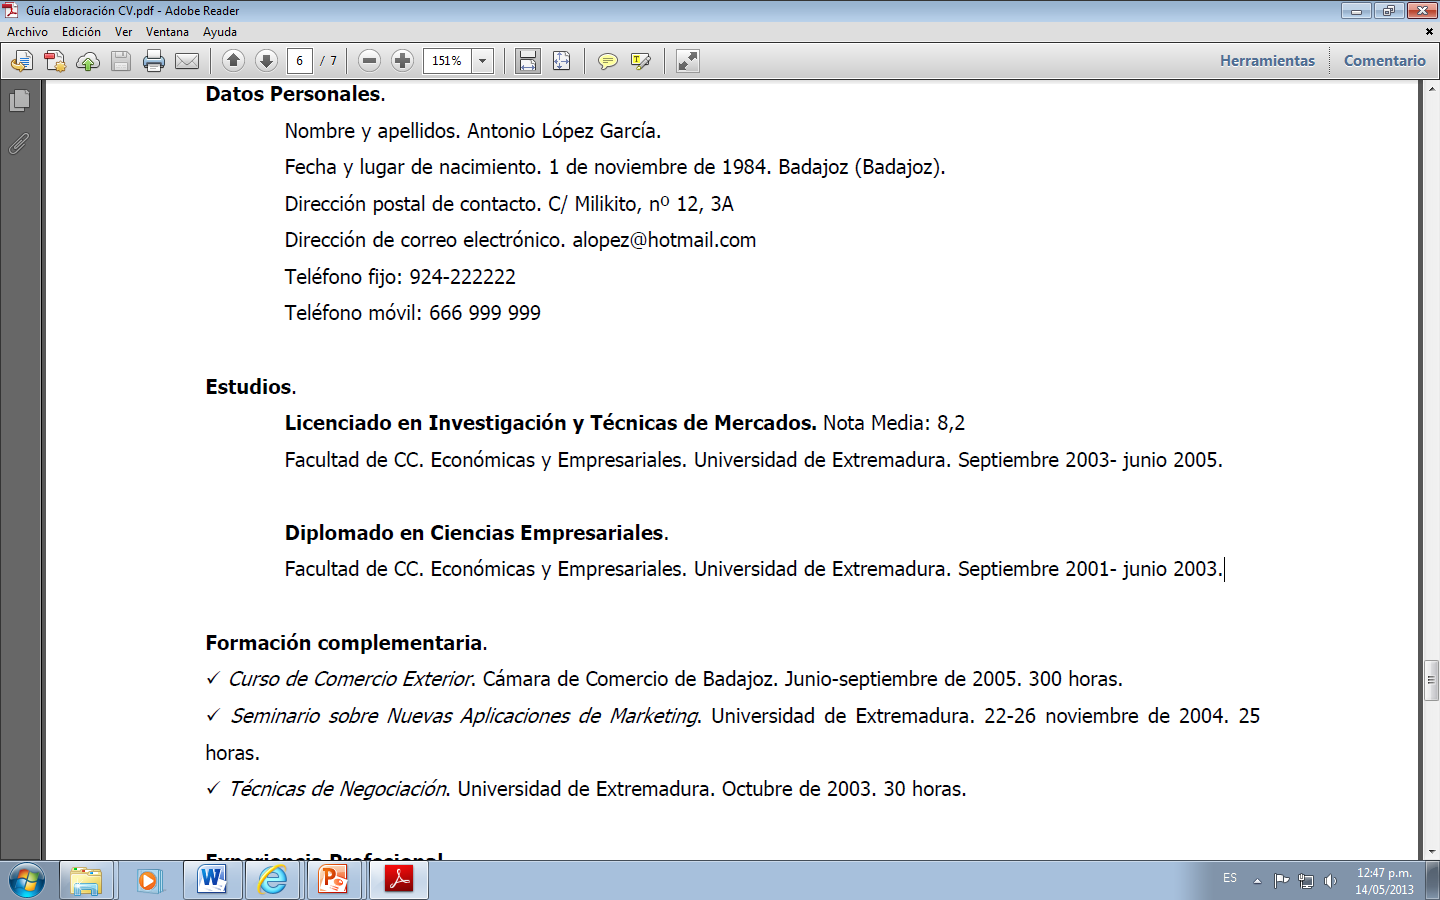 Guía elaboración CV.pdf - Adobe Reader
Archivo Edición Ver Ventana Ayuda
6 / 7 151% Herramientas Comentario
Datos Personales.
Nombre y apellidos. Antonio López García.
Fecha y lugar de nacimiento. 1 de noviembre de 1984. Badajoz (Badajoz).
Dirección postal de contacto. C/ Milikito, nº 12, 3A
Dirección de correo electrónico. alopez@hotmail.com
Teléfono fijo: 924-222222
Teléfono móvil: 666 999 999
Estudios.
Licenciado en Investigación y Técnicas de Mercados. Nota Media: 8,2
Facultad de CC. Económicas y Empresariales. Universidad de Extremadura. Septiembre 2003- junio 2005.
Diplomado en Ciencias Empresariales.
Facultad de CC. Económicas y Empresariales. Universidad de Extremadura. Septiembre 2001- junio 2003.
Formación complementaria.
✓ Curso de Comercio Exterior. Cámara de Comercio de Badajoz. Junio-septiembre de 2005. 300 horas.
✓ Seminario sobre Nuevas Aplicaciones de Marketing. Universidad de Extremadura. 22-26 noviembre de 2004. 25
horas.
✓ Técnicas de Negociación. Universidad de Extremadura. Octubre de 2003. 30 horas.
Experiencia Profesional
ES 12:47 p.m.
14/05/2013